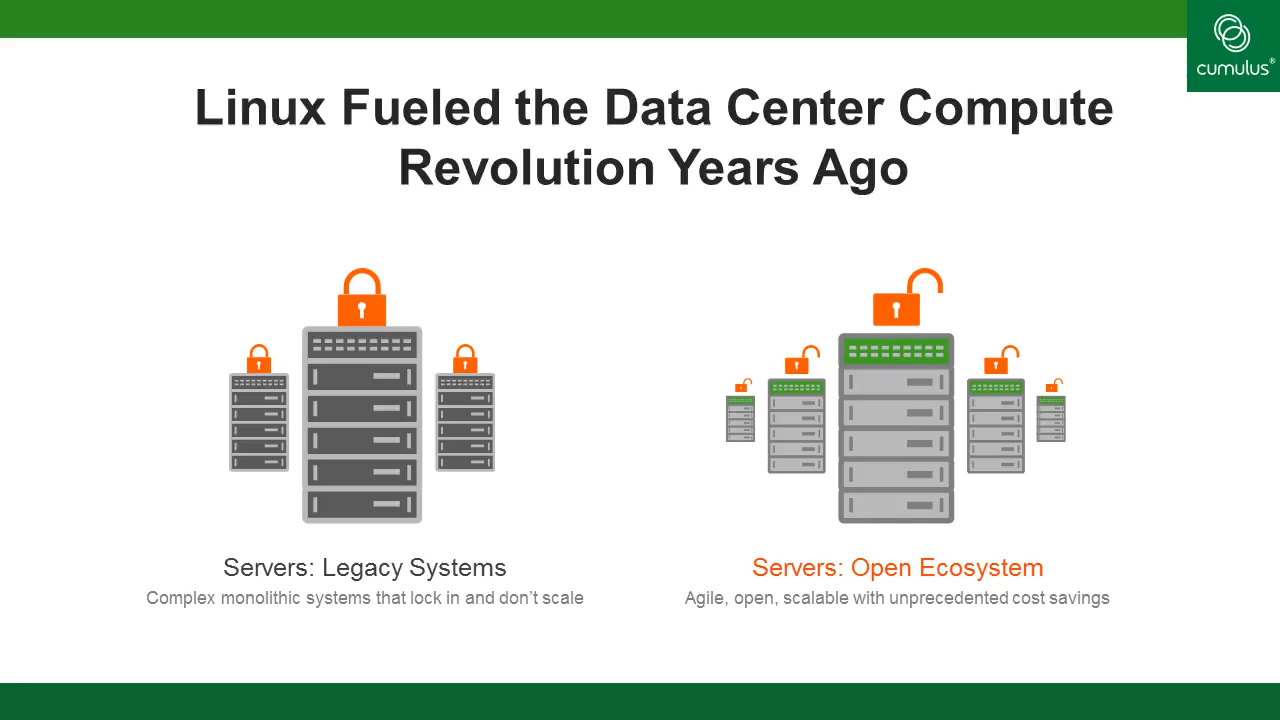 cumulus®
Linux Fueled the Data Center Compute
Revolution Years Ago
Servers: Legacy Systems
Complex monolithic systems that lock in and don’t scale
Servers: Open Ecosystem
Agile, open, scalable with unprecedented cost savings